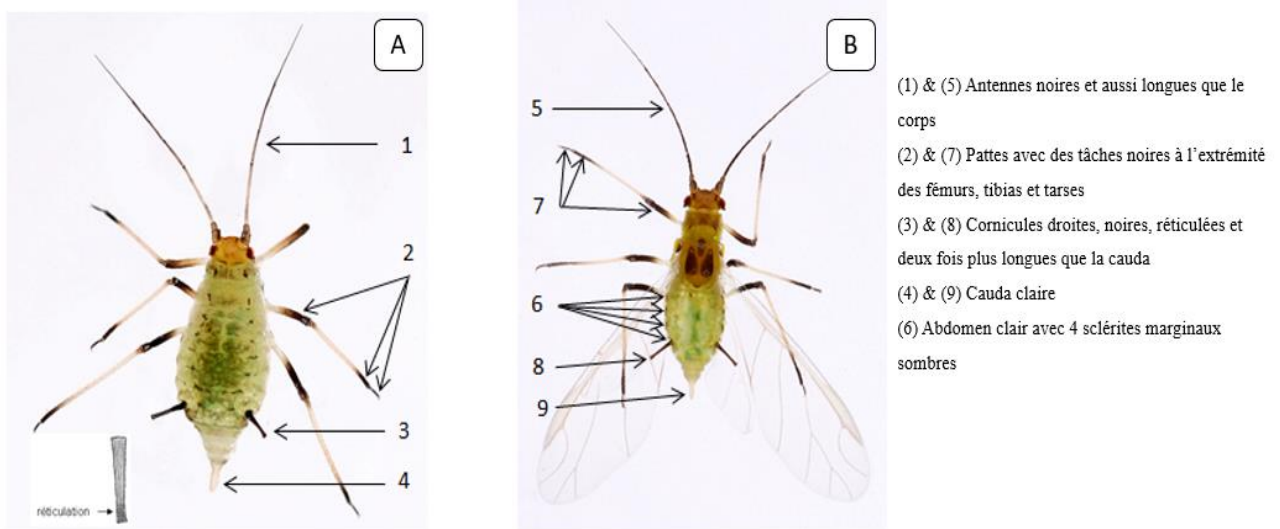 A
1
2
3
4
réticulation
B
5
7
6
8
9
(1) & (5) Antennes noires et aussi longues que le
corps
(2) & (7) Pattes avec des tâches noires à l’extrémité
des fémurs, tibias et tarses
(3) & (8) Cornicules droites, noires, réticulées et
deux fois plus longues que la cauda
(4) & (9) Cauda claire
(6) Abdomen clair avec 4 sclérites marginaux
sombres